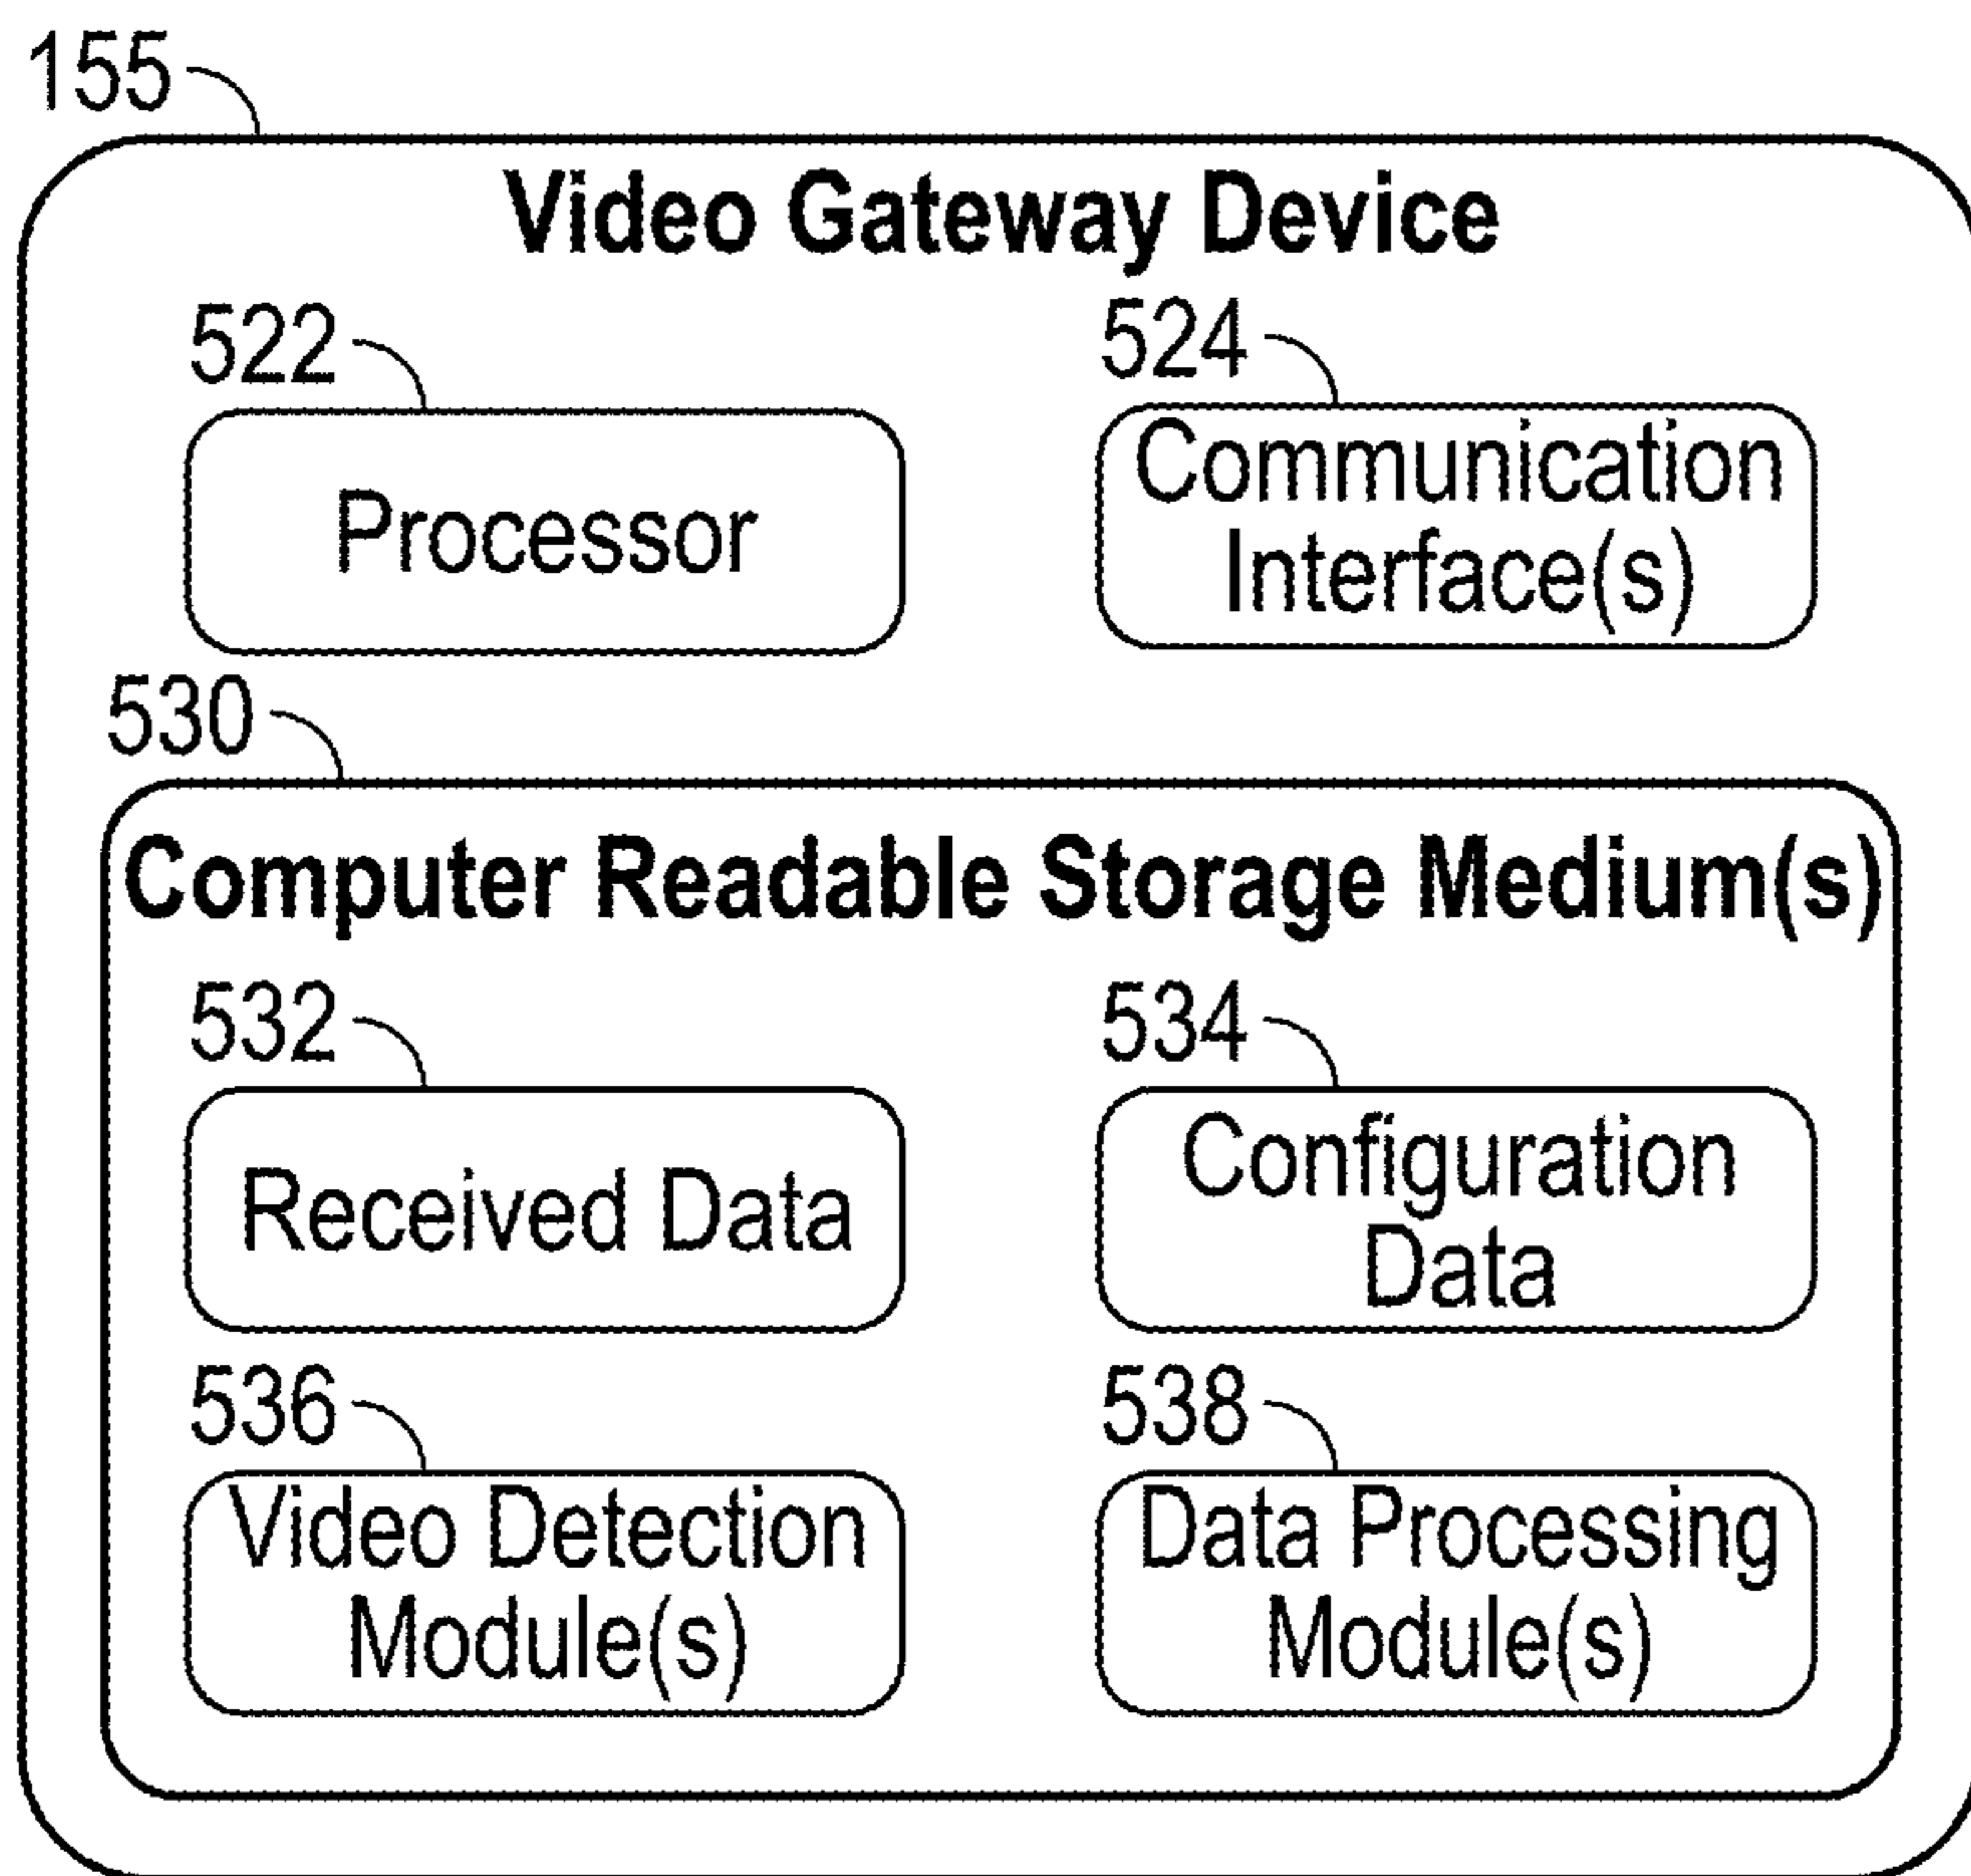 155
Video Gateway Device
522
Processor
524
Communication
Interface(s)
530
Computer Readable Storage Medium(s)
532
Received Data
534
Configuration
Data
536
Video Detection
Module(s)
538
Data Processing
Module(s)